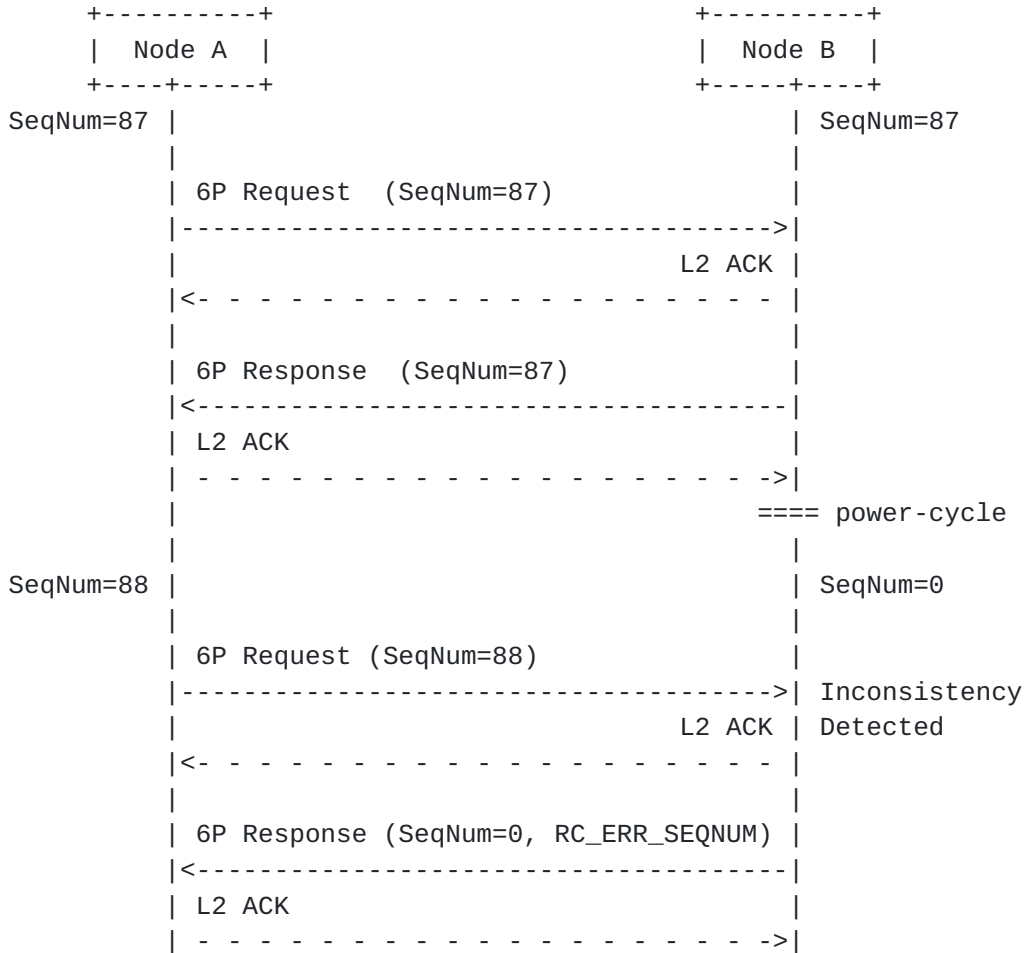 +----------+                           +----------+
|  Node A  |                           |  Node B  |
+----+-----+                           +-----+----+
SeqNum=87 |                                       | SeqNum=87
|                                       |
| 6P Request  (SeqNum=87)               |
|-------------------------------------->|
|                                L2 ACK |
|<- - - - - - - - - - - - - - - - - - - |
|                                       |
| 6P Response  (SeqNum=87)              |
|<--------------------------------------|
| L2 ACK                                |
| - - - - - - - - - - - - - - - - - - ->|
|                                     ==== power-cycle
|                                       |
SeqNum=88 |                                       | SeqNum=0
|                                       |
| 6P Request (SeqNum=88)                |
|-------------------------------------->| Inconsistency
|                                L2 ACK | Detected
|<- - - - - - - - - - - - - - - - - - - |
|                                       |
| 6P Response (SeqNum=0, RC_ERR_SEQNUM) |
|<--------------------------------------|
| L2 ACK                                |
| - - - - - - - - - - - - - - - - - - ->|